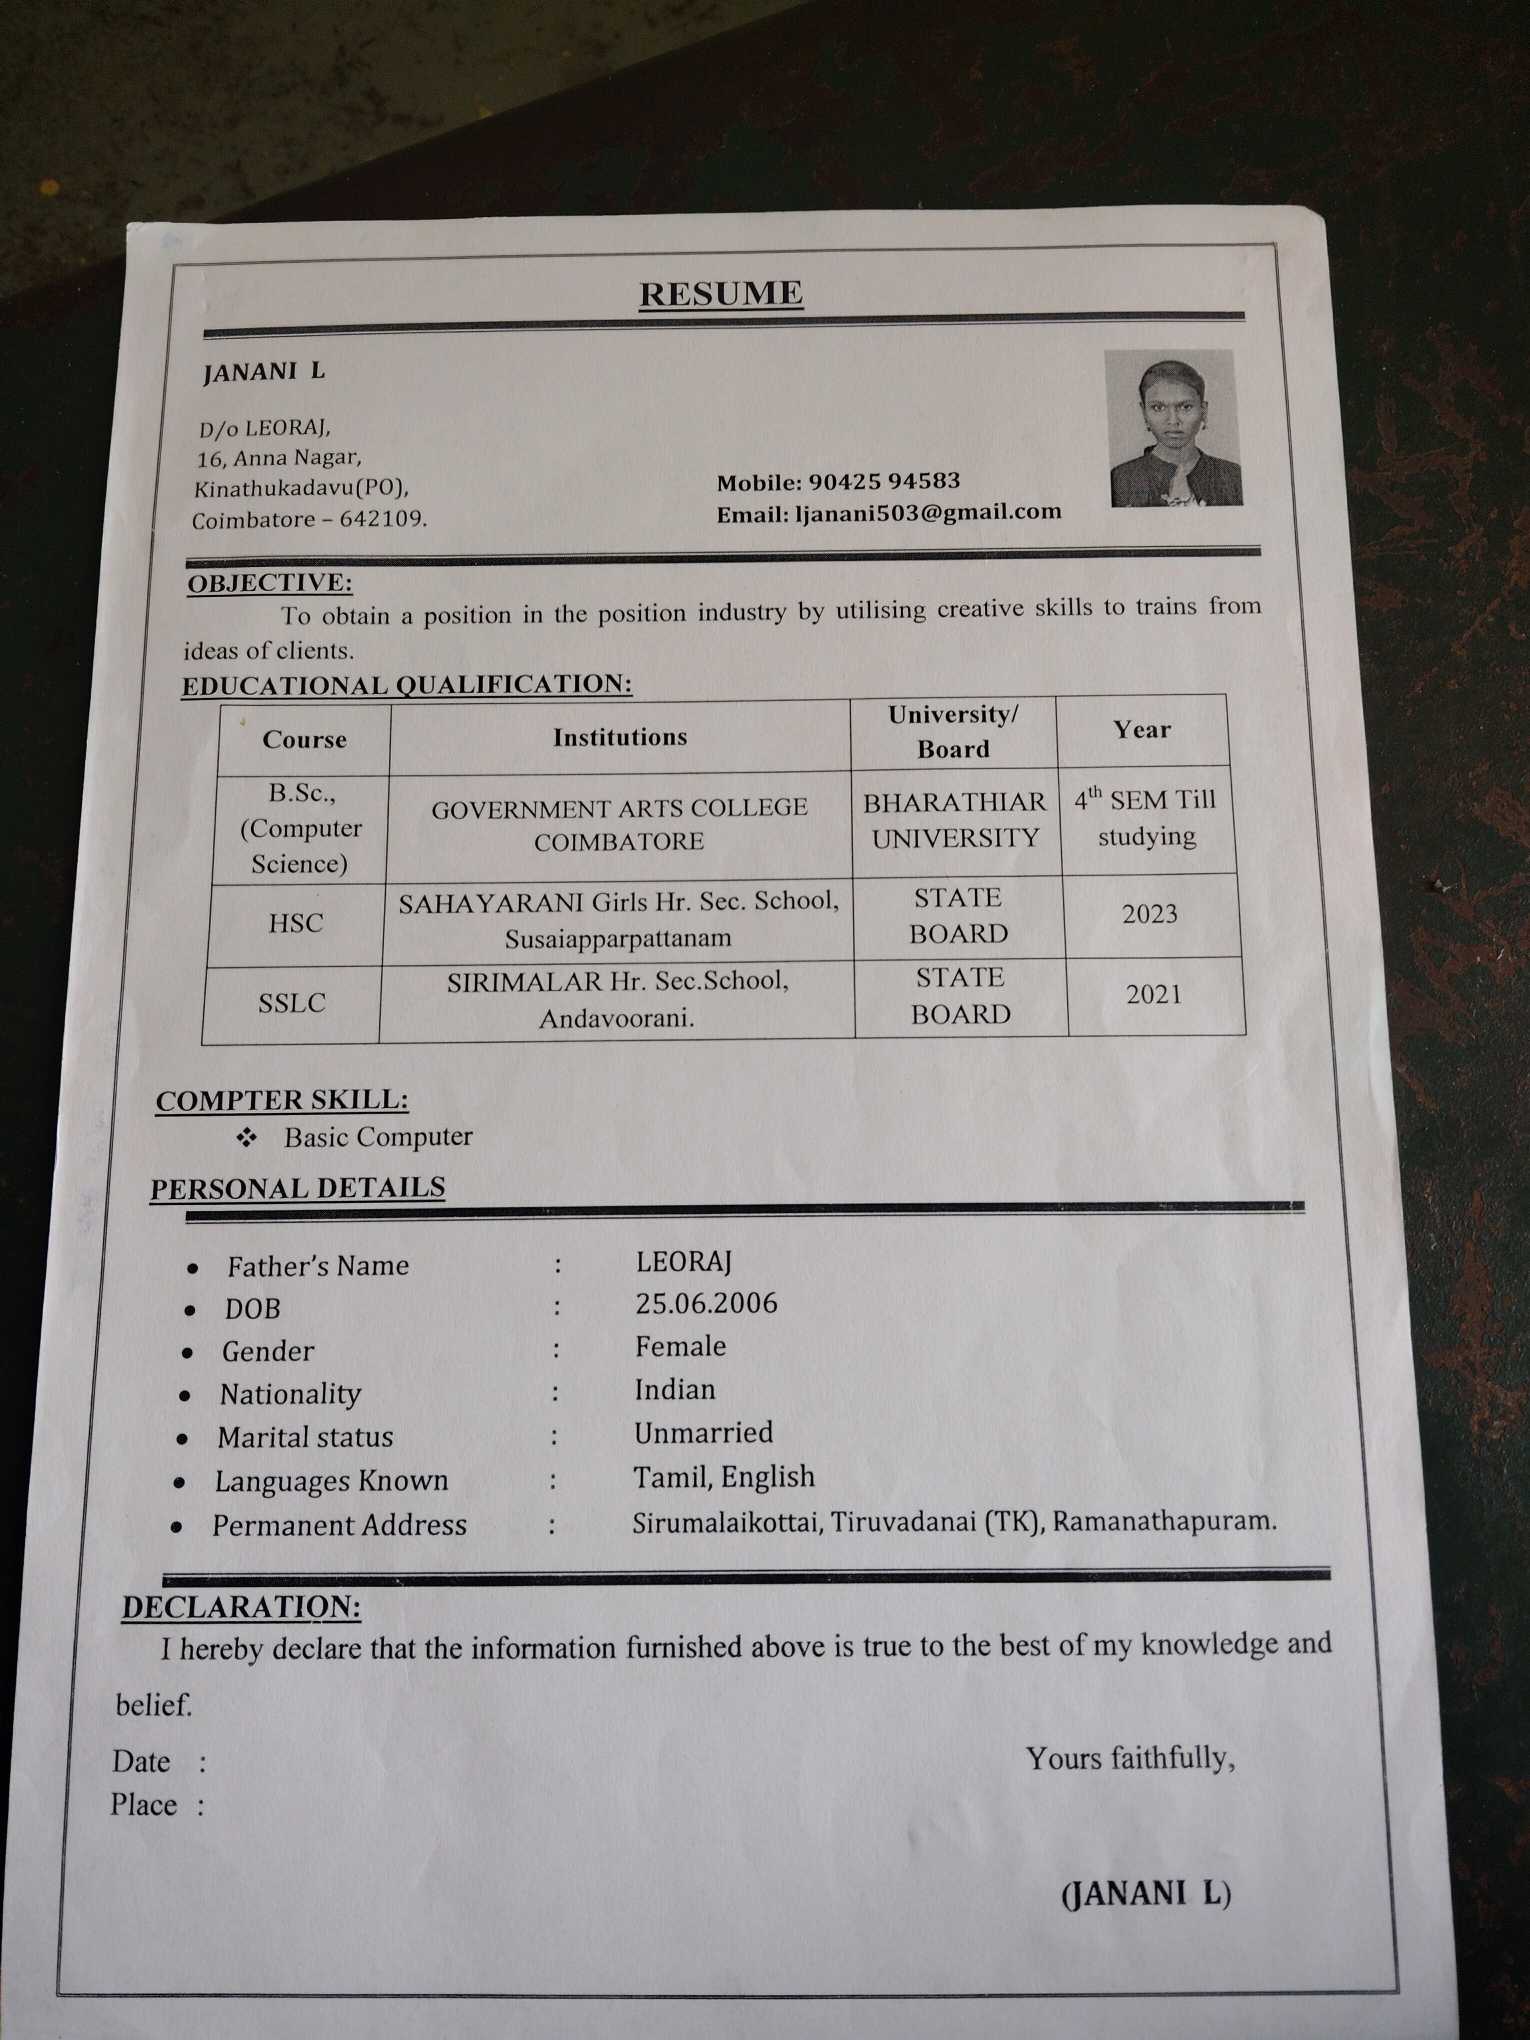 RESUME
JANANI L
D/o LEORAJ,
16, Anna Nagar,
Kinathukadavu(PO),
Coimbatore – 642109.
Mobile: 90425 94583
Email: ljanani503@gmail.com
OBJECTIVE:
To obtain a position in the position industry by utilising creative skills to trains from
ideas of clients.
EDUCATIONAL QUALIFICATION:
Course Institutions University/ Board Year
B.Sc., (Computer Science) GOVERNMENT ARTS COLLEGE COIMBATORE BHARATHIAR UNIVERSITY 4th SEM Till studying
HSC SAHAYARANI Girls Hr. Sec. School, Susaiapparpattanam STATE BOARD 2023
SSLC SIRIMALAR Hr. Sec.School, Andavoorani. STATE BOARD 2021
COMPTER SKILL:
❖ Basic Computer
PERSONAL DETAILS
• Father's Name : LEORAJ
• DOB : 25.06.2006
• Gender : Female
• Nationality : Indian
• Marital status : Unmarried
• Languages Known : Tamil, English
• Permanent Address : Sirumalaikottai, Tiruvadanai (TK), Ramanathapuram.
DECLARATION:
I hereby declare that the information furnished above is true to the best of my knowledge and
belief.
Date : Yours faithfully,
Place :
(JANANI L)